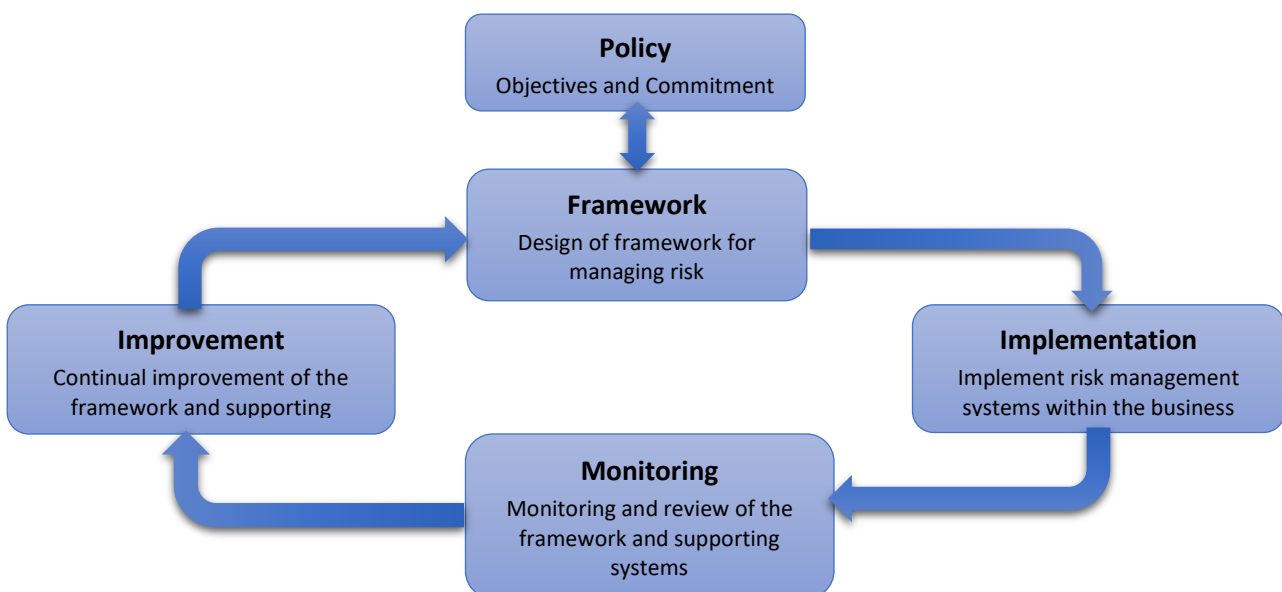 Policy
Objectives and Commitment
Framework
Design of framework for
managing risk
Improvement
Continual improvement of the
framework and supporting
Implementation
Implement risk management
systems within the business
Monitoring
Monitoring and review of the
framework and supporting
systems